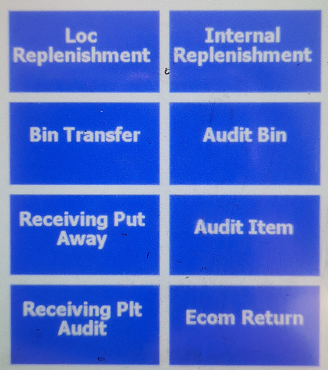 Loc
Replenishment
Internal
Replenishment
Bin Transfer
Audit Bin
Receiving Put
Away
Audit Item
Receiving Plt
Audit
Ecom Return